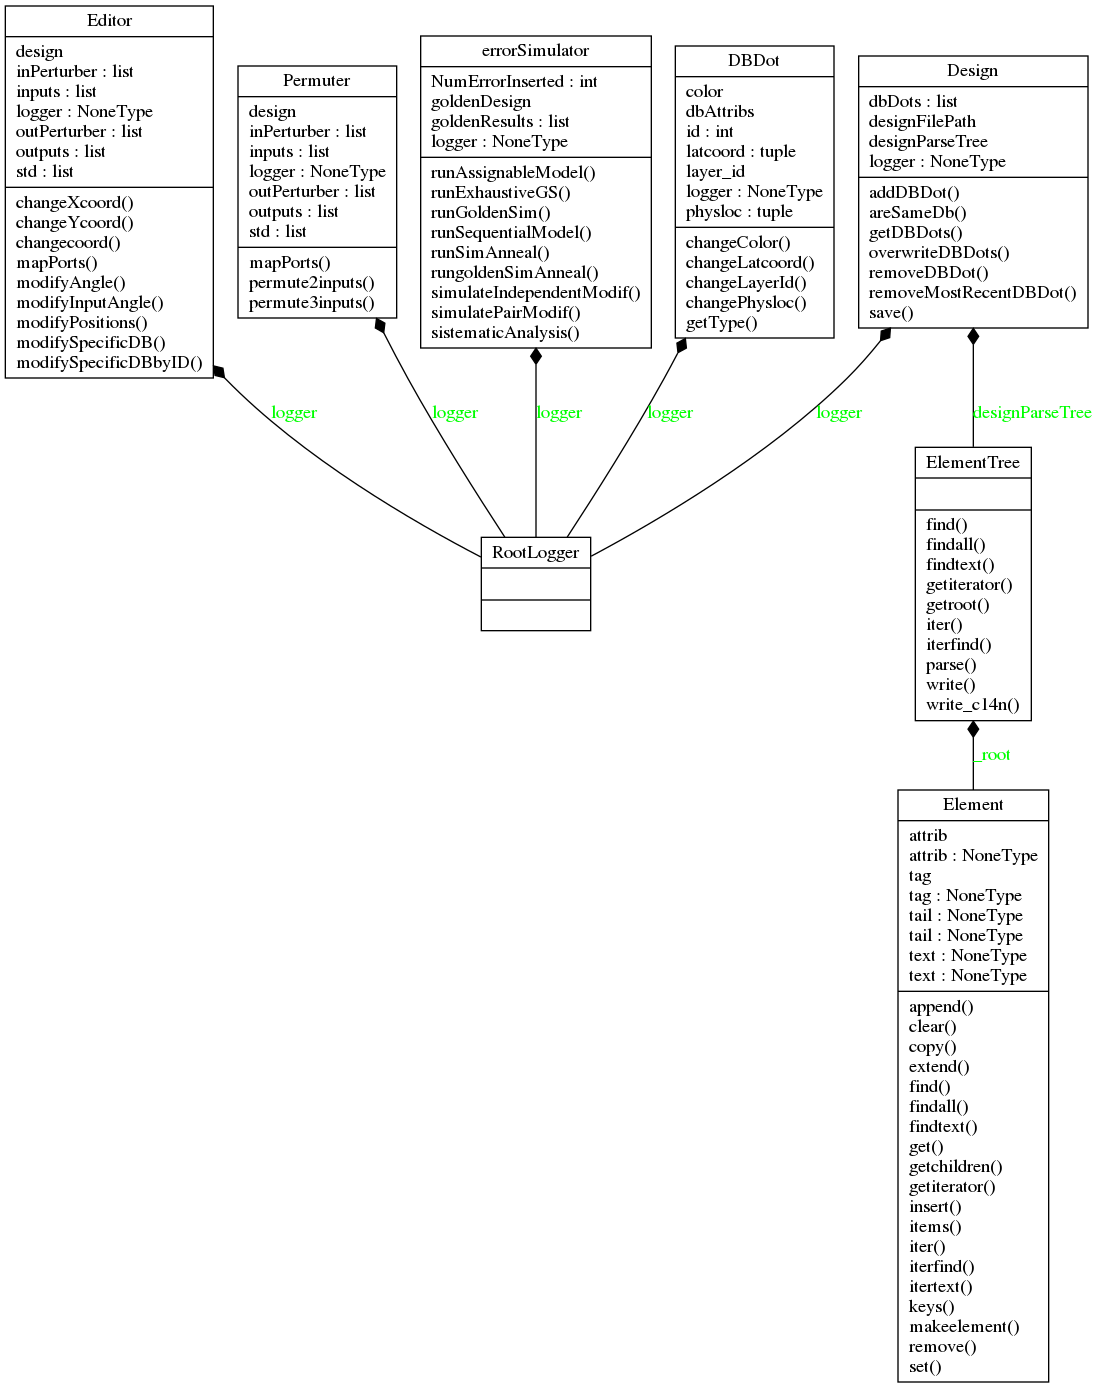 Editor
design
inPerturber : list
inputs : list
logger : NoneType
outPerturber : list
outputs : list
std : list
changeXcoord()
changeYcoord()
changecoord()
mapPorts()
modifyAngle()
modifyInputAngle()
modifyPositions()
modifySpecificDB()
modifySpecificDBbyID()
Permuter
design
inPerturber : list
inputs : list
logger : NoneType
outPerturber : list
outputs : list
std : list
mapPorts()
permute2inputs()
permute3inputs()
errorSimulator
NumErrorInserted : int
goldenDesign
goldenResults : list
logger : NoneType
runAssignableModel()
runExhaustiveGS()
runGoldenSim()
runSequentialModel()
runSimAnneal()
rungoldenSimAnneal()
simulateIndependentModif()
simulatePairModif()
sistematicAnalysis()
DBDot
color
dbAttribs
id : int
latcoord : tuple
layer_id
logger : NoneType
physloc : tuple
changeColor()
changeLatcoord()
changeLayerId()
changePhysloc()
getType()
Design
dbDots : list
designFilePath
designParseTree
logger : NoneType
addDBDot()
areSameDb()
getDBDots()
overwriteDBDots()
removeDBDot()
removeMostRecentDBDot()
save()
logger
logger
logger
logger
logger
designParseTree
RootLogger
ElementTree
find()
findall()
findtext()
getiterator()
getroot()
iter()
iterfind()
parse()
write()
write_c14n()
_root
Element
attrib
attrib : NoneType
tag
tag : NoneType
tail : NoneType
tail : NoneType
text : NoneType
text : NoneType
append()
clear()
copy()
extend()
find()
findall()
findtext()
get()
getchildren()
getiterator()
insert()
items()
iter()
iterfind()
itertext()
keys()
makeelement()
remove()
set()